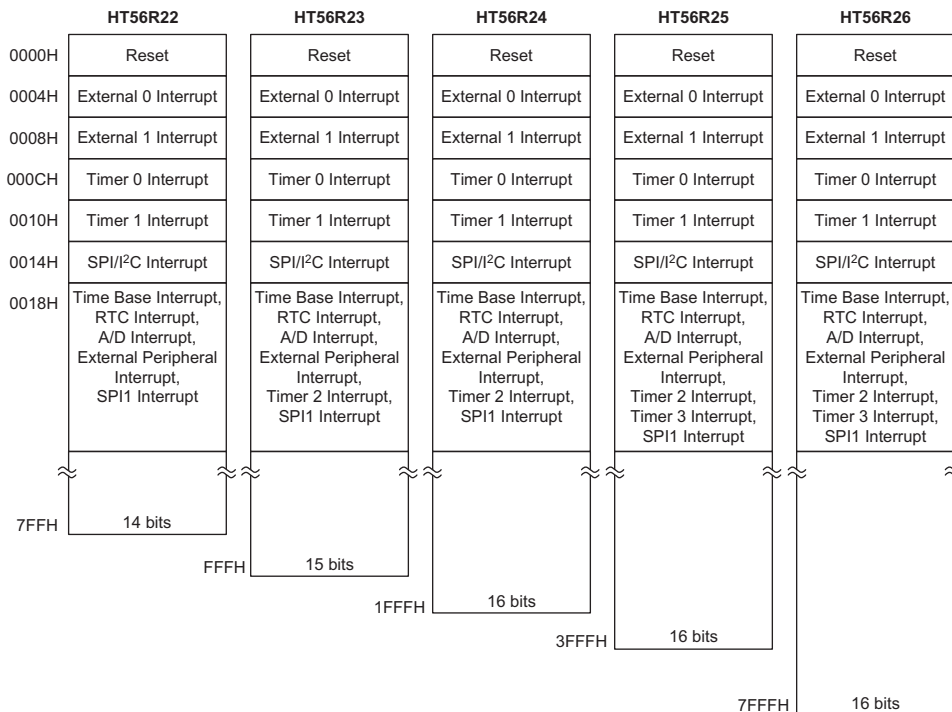 HT56R22 HT56R23 HT56R24 HT56R25 HT56R26
0000H Reset Reset Reset Reset Reset
0004H External 0 Interrupt External 0 Interrupt External 0 Interrupt External 0 Interrupt External 0 Interrupt
0008H External 1 Interrupt External 1 Interrupt External 1 Interrupt External 1 Interrupt External 1 Interrupt
000CH Timer 0 Interrupt Timer 0 Interrupt Timer 0 Interrupt Timer 0 Interrupt Timer 0 Interrupt
0010H Timer 1 Interrupt Timer 1 Interrupt Timer 1 Interrupt Timer 1 Interrupt Timer 1 Interrupt
0014H SPI/I²C Interrupt SPI/I²C Interrupt SPI/I²C Interrupt SPI/I²C Interrupt SPI/I²C Interrupt
0018H Time Base Interrupt, Time Base Interrupt, Time Base Interrupt, Time Base Interrupt, Time Base Interrupt,
RTC Interrupt, RTC Interrupt, RTC Interrupt, RTC Interrupt, RTC Interrupt,
A/D Interrupt, A/D Interrupt, A/D Interrupt, A/D Interrupt, A/D Interrupt,
External Peripheral External Peripheral External Peripheral External Peripheral External Peripheral
Interrupt, Interrupt, Interrupt, Interrupt, Interrupt,
SPI1 Interrupt Timer 2 Interrupt, Timer 2 Interrupt, Timer 2 Interrupt, Timer 2 Interrupt,
SPI1 Interrupt SPI1 Interrupt Timer 3 Interrupt, Timer 3 Interrupt,
SPI1 Interrupt SPI1 Interrupt
7FFH 14 bits
FFFH 15 bits
1FFFH 16 bits
3FFFH 16 bits
7FFFH 16 bits